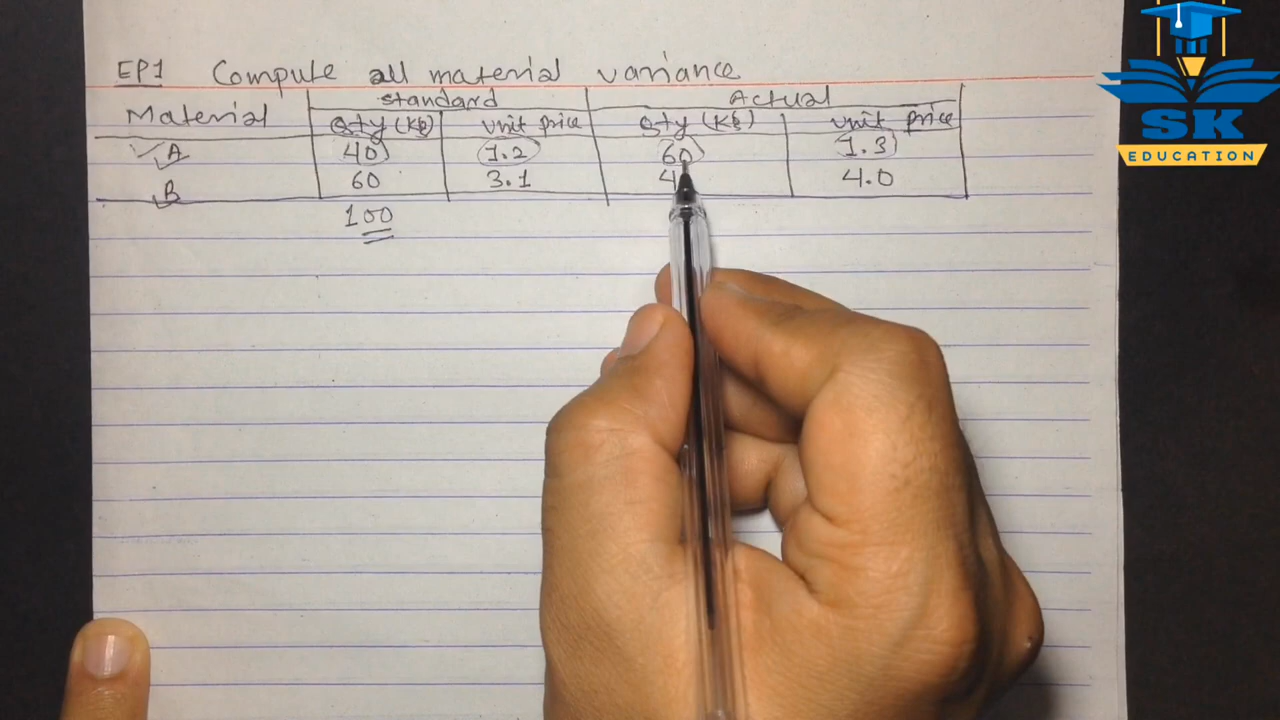 EP1 Compute all material variance
Material Standard Actual
Qty (Kg) Unit price Qty (Kg) Unit price
A 40 1.2 60 1.3
B 60 3.1 4.0
100
SK
EDUCATION